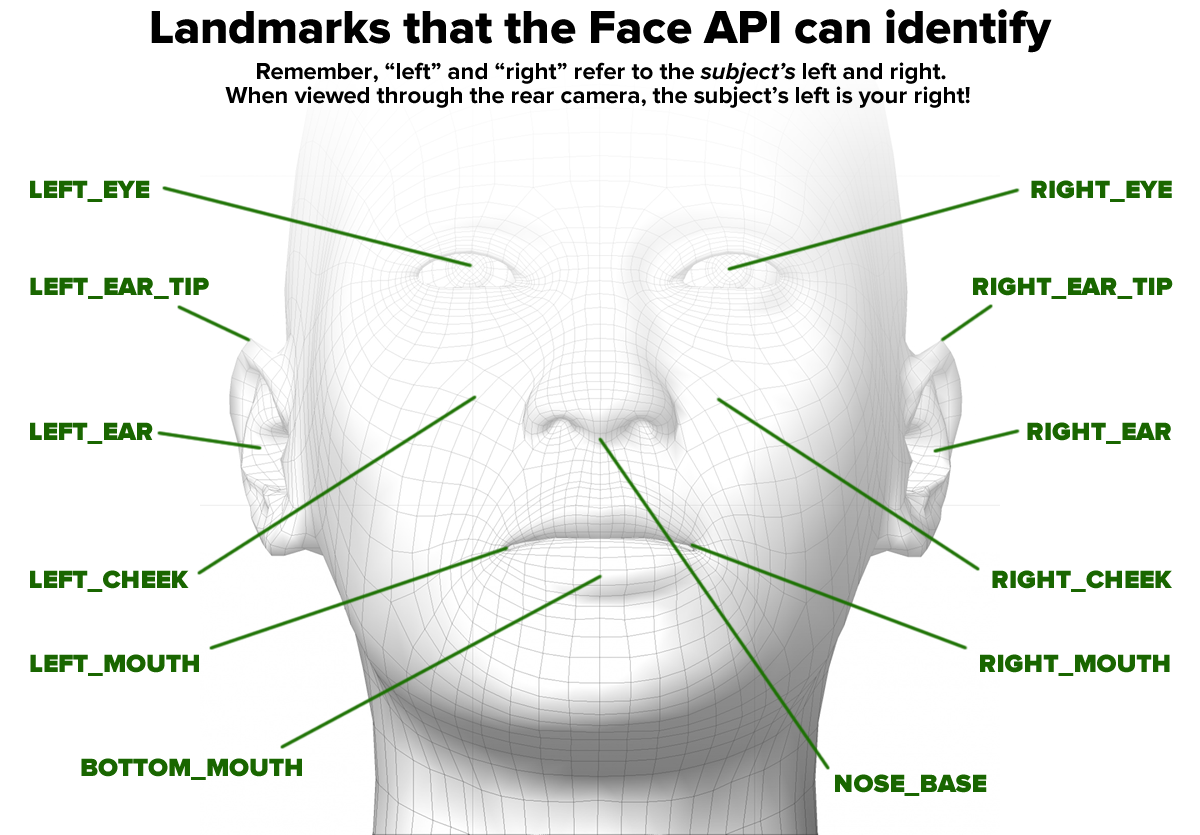 Landmarks that the Face API can identify
Remember, “left” and “right” refer to the subject’s left and right.
When viewed through the rear camera, the subject’s left is your right!
LEFT_EYE
RIGHT_EYE
LEFT_EAR_TIP
RIGHT_EAR_TIP
LEFT_EAR
RIGHT_EAR
LEFT_CHEEK
RIGHT_CHEEK
LEFT_MOUTH
RIGHT_MOUTH
BOTTOM_MOUTH
NOSE_BASE